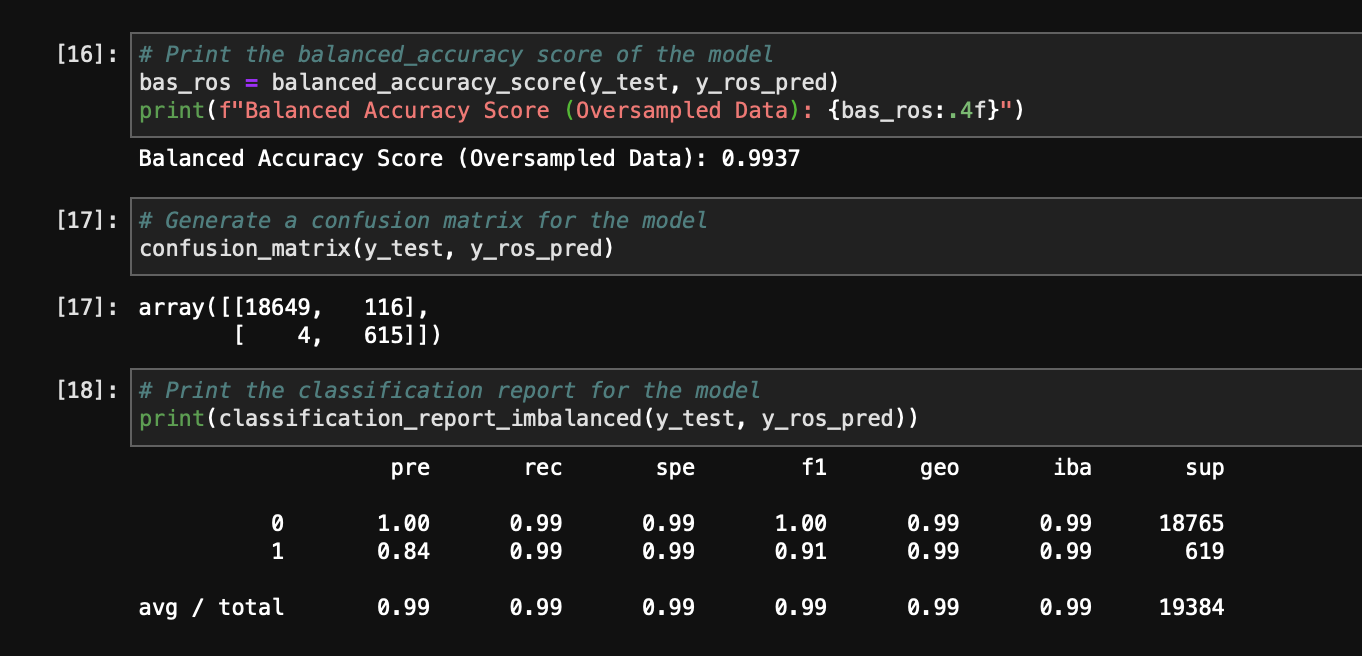 [16]: # Print the balanced_accuracy score of the model
bas_ros = balanced_accuracy_score(y_test, y_ros_pred)
print(f"Balanced Accuracy Score (Oversampled Data): {bas_ros:.4f}")
Balanced Accuracy Score (Oversampled Data): 0.9937
[17]: # Generate a confusion matrix for the model
confusion_matrix(y_test, y_ros_pred)
[17]: array([[18649, 116],
[ 4, 615]])
[18]: # Print the classification report for the model
print(classification_report_imbalanced(y_test, y_ros_pred))
pre rec spe f1 geo iba sup
0 1.00 0.99 0.99 1.00 0.99 0.99 18765
1 0.84 0.99 0.99 0.91 0.99 0.99 619
avg / total 0.99 0.99 0.99 0.99 0.99 0.99 19384